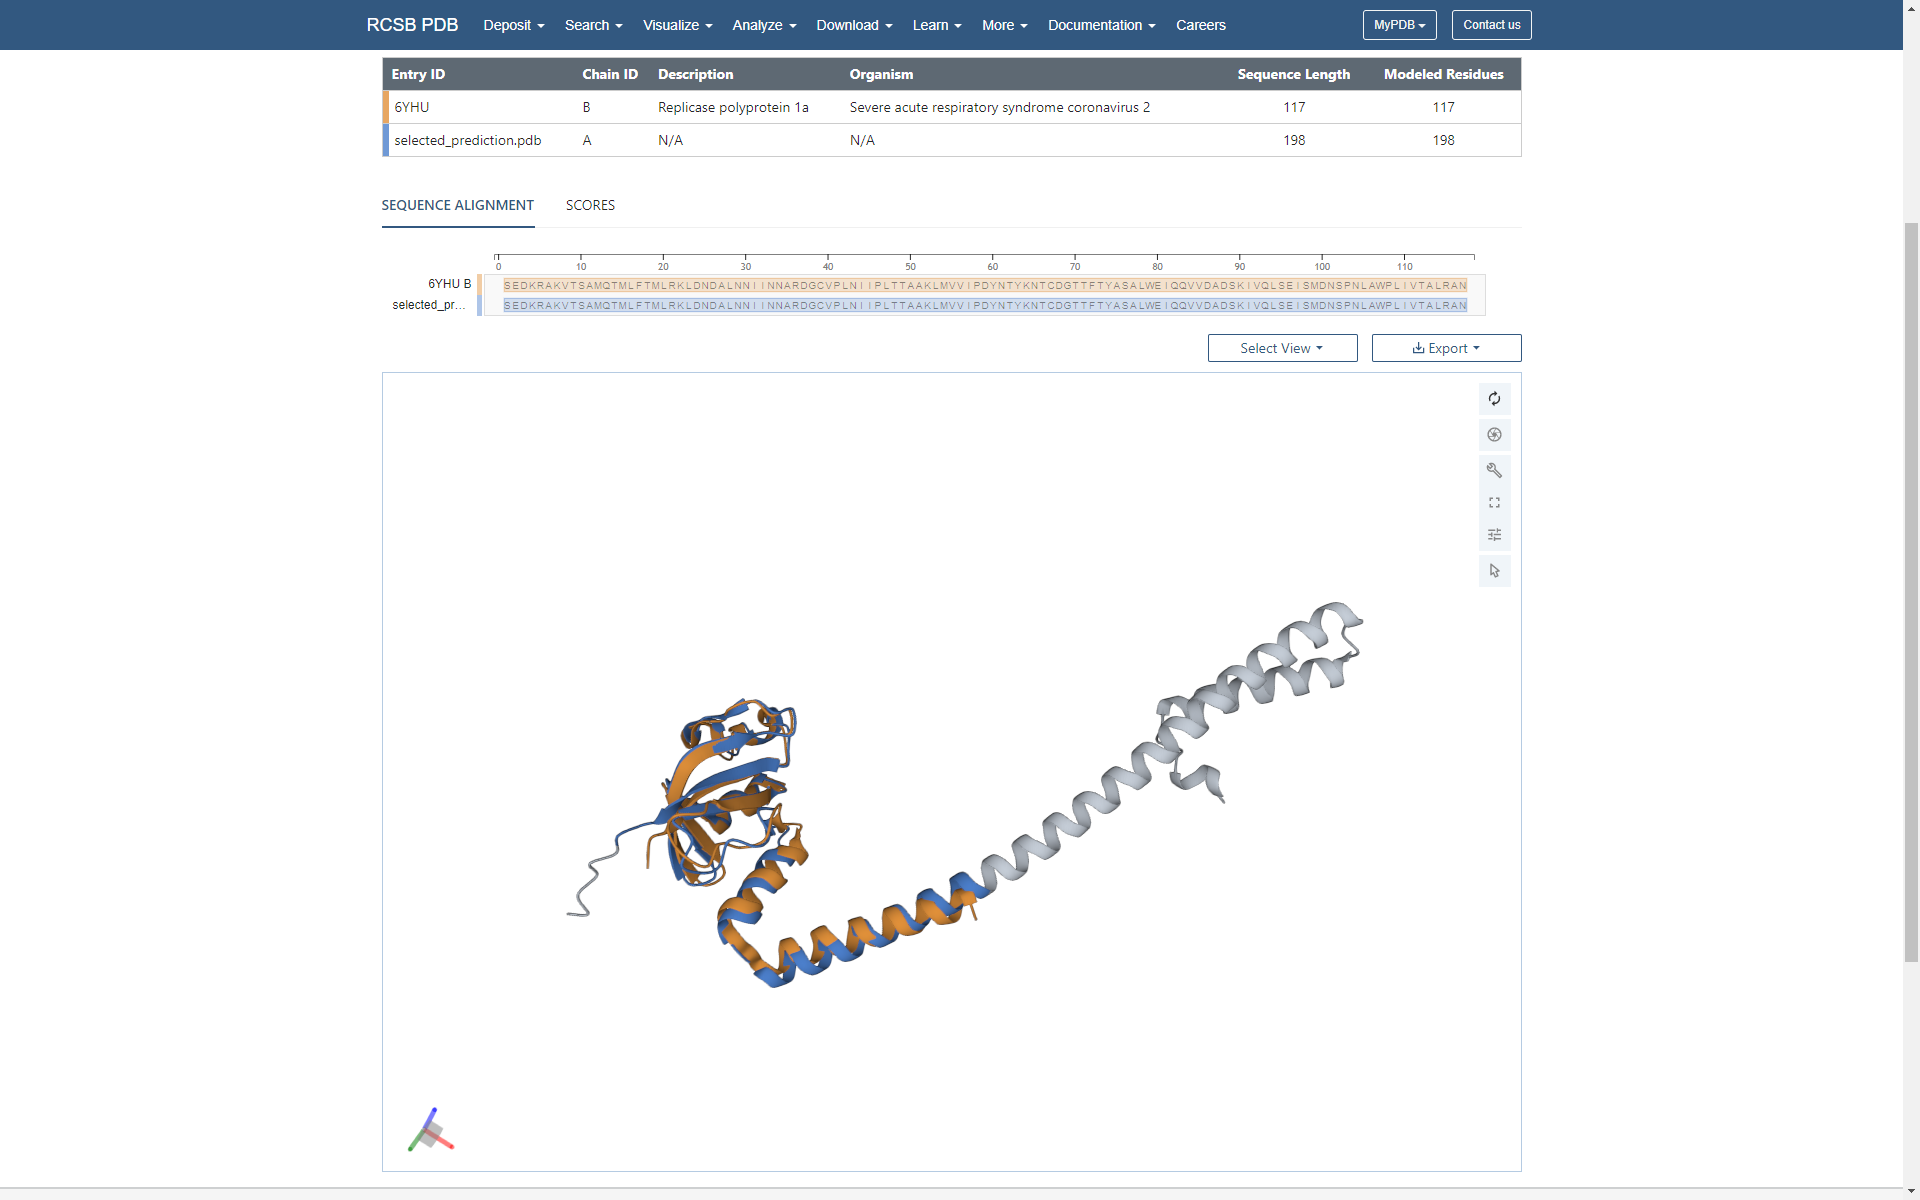 RCSB PDB Deposit Search Visualize Analyze Download Learn More Documentation Careers MyPDB Contact us
Entry ID Chain ID Description Organism Sequence Length Modeled Residues
6YHU B Replicase polyprotein 1a Severe acute respiratory syndrome coronavirus 2 117 117
selected_prediction.pdb A N/A N/A 198 198
SEQUENCE ALIGNMENT SCORES
0 10 20 30 40 50 60 70 80 90 100 110
6YHU B SEDKRAKVTSAMQTMLFTMLRKLDNDALNNIINNARDGCVPLNIIPLTTAAKLMVVIPDYNTYKNTCDGTTFTYASALWEIQQVVDADSKIVQLSEISMDNSPNLAWPLIVTALRAN
selected_pr... SEDKRAKVTSAMQTMLFTMLRKLDNDALNNIINNARDGCVPLNIIPLTTAAKLMVVIPDYNTYKNTCDGTTFTYASALWEIQQVVDADSKIVQLSEISMDNSPNLAWPLIVTALRAN
Select View Export